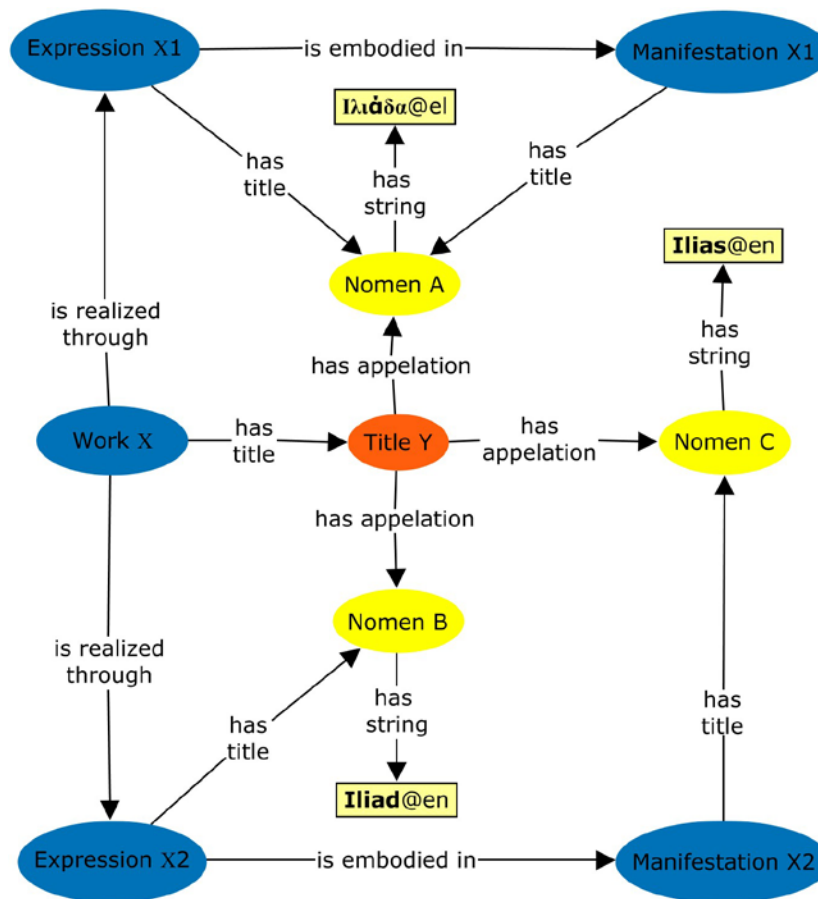 Expression X1
is embodied in
Manifestation X1
Ιλιάδα@el
has
title
has
string
has
title
Ilias@en
Nomen A
is realized
through
has
string
has appelation
Work X
has
title
Title Y
has
appelation
Nomen C
has appelation
Nomen B
is realized
through
has
title
has
string
has
title
Iliad@en
Expression X2
is embodied in
Manifestation X2